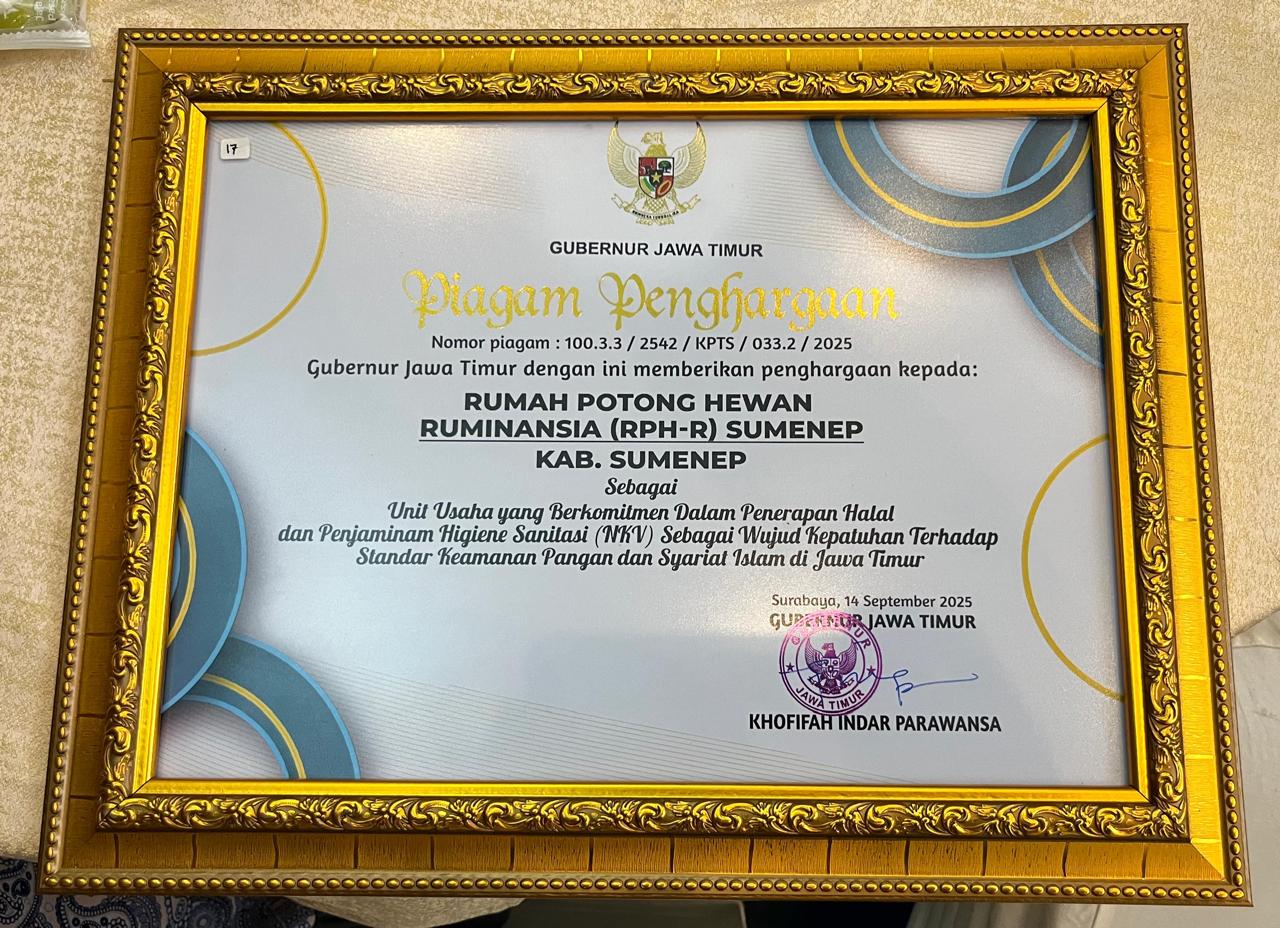 17
GUBERNUR JAWA TIMUR
Piagam Penghargaan
Nomor piagam : 100.3.3 / 2542 / KPTS / 033.2 / 2025
Gubernur Jawa Timur dengan ini memberikan penghargaan kepada:
RUMAH POTONG HEWAN
RUMINANSIA (RPH-R) SUMENEP
KAB. SUMENEP
Sebagai
Unit Usaha yang Berkomitmen Dalam Penerapan Halal
dan Penjaminam Higiene Sanitasi (NKV) Sebagai Wujud Kepatuhan Terhadap
Standar Keamanan Pangan dan Syariat Islam di Jawa Timur
Surabaya, 14 September 2025
GUBERNUR JAWA TIMUR
JAWA TIMUR
KHOFIFAH INDAR PARAWANSA